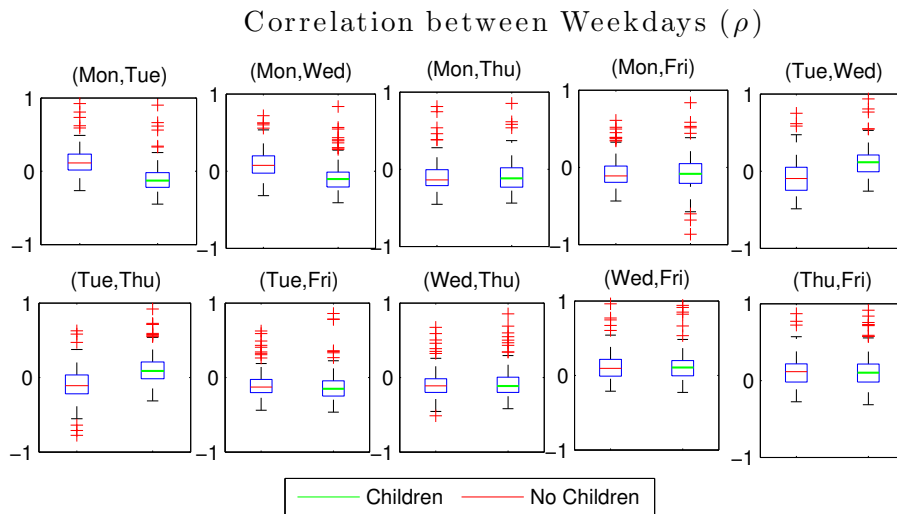 Correlation between Weekdays (ρ)
(Mon,Tue) (Mon,Wed) (Mon,Thu) (Mon,Fri) (Tue,Wed)
1 1 1 1 1
0 0 0 0 0
−1 −1 −1 −1 −1
(Tue,Thu) (Tue,Fri) (Wed,Thu) (Wed,Fri) (Thu,Fri)
1 1 1 1 1
0 0 0 0 0
−1 −1 −1 −1 −1
Children No Children